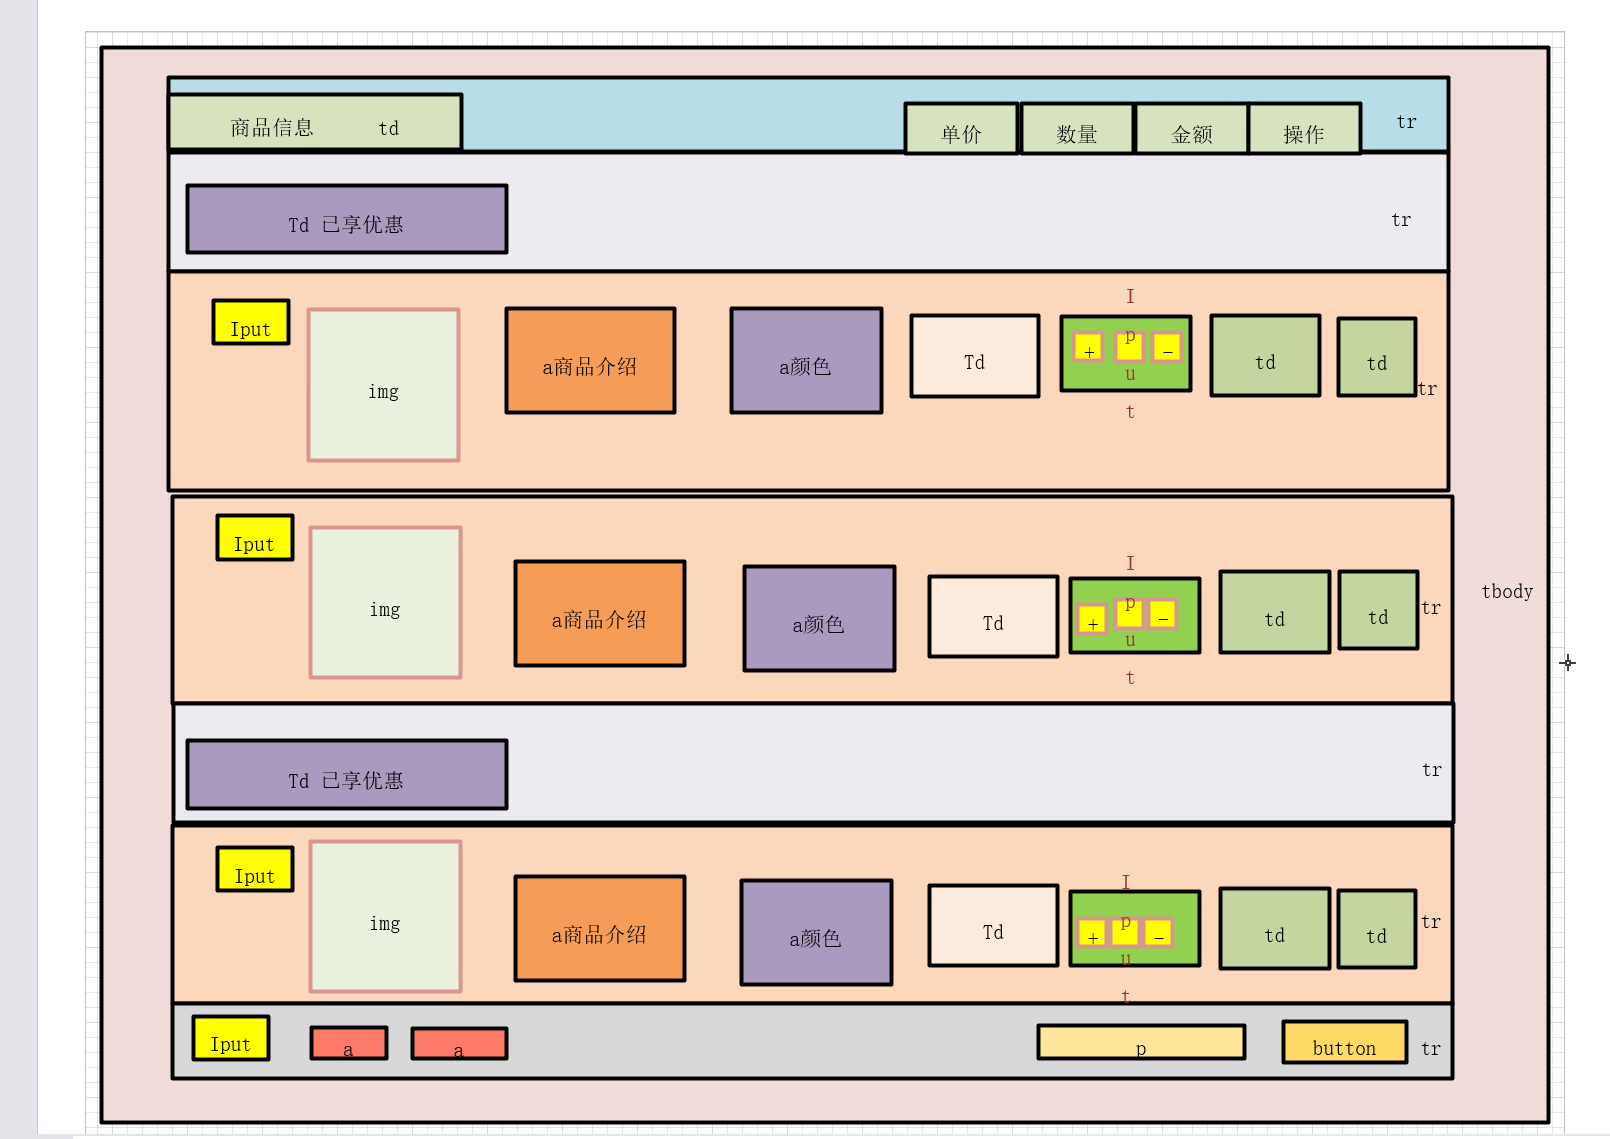 商品信息 td
单价
数量
金额
操作
tr
Td 已享优惠
tr
Iput
img
a商品介绍
a颜色
Td
+
-
I
p
u
t
td
td
tr
Iput
img
a商品介绍
a颜色
Td
+
-
I
p
u
t
td
td
tr
tbody
Td 已享优惠
tr
Iput
img
a商品介绍
a颜色
Td
+
-
I
p
u
t
td
td
tr
Iput
a
a
p
button
tr